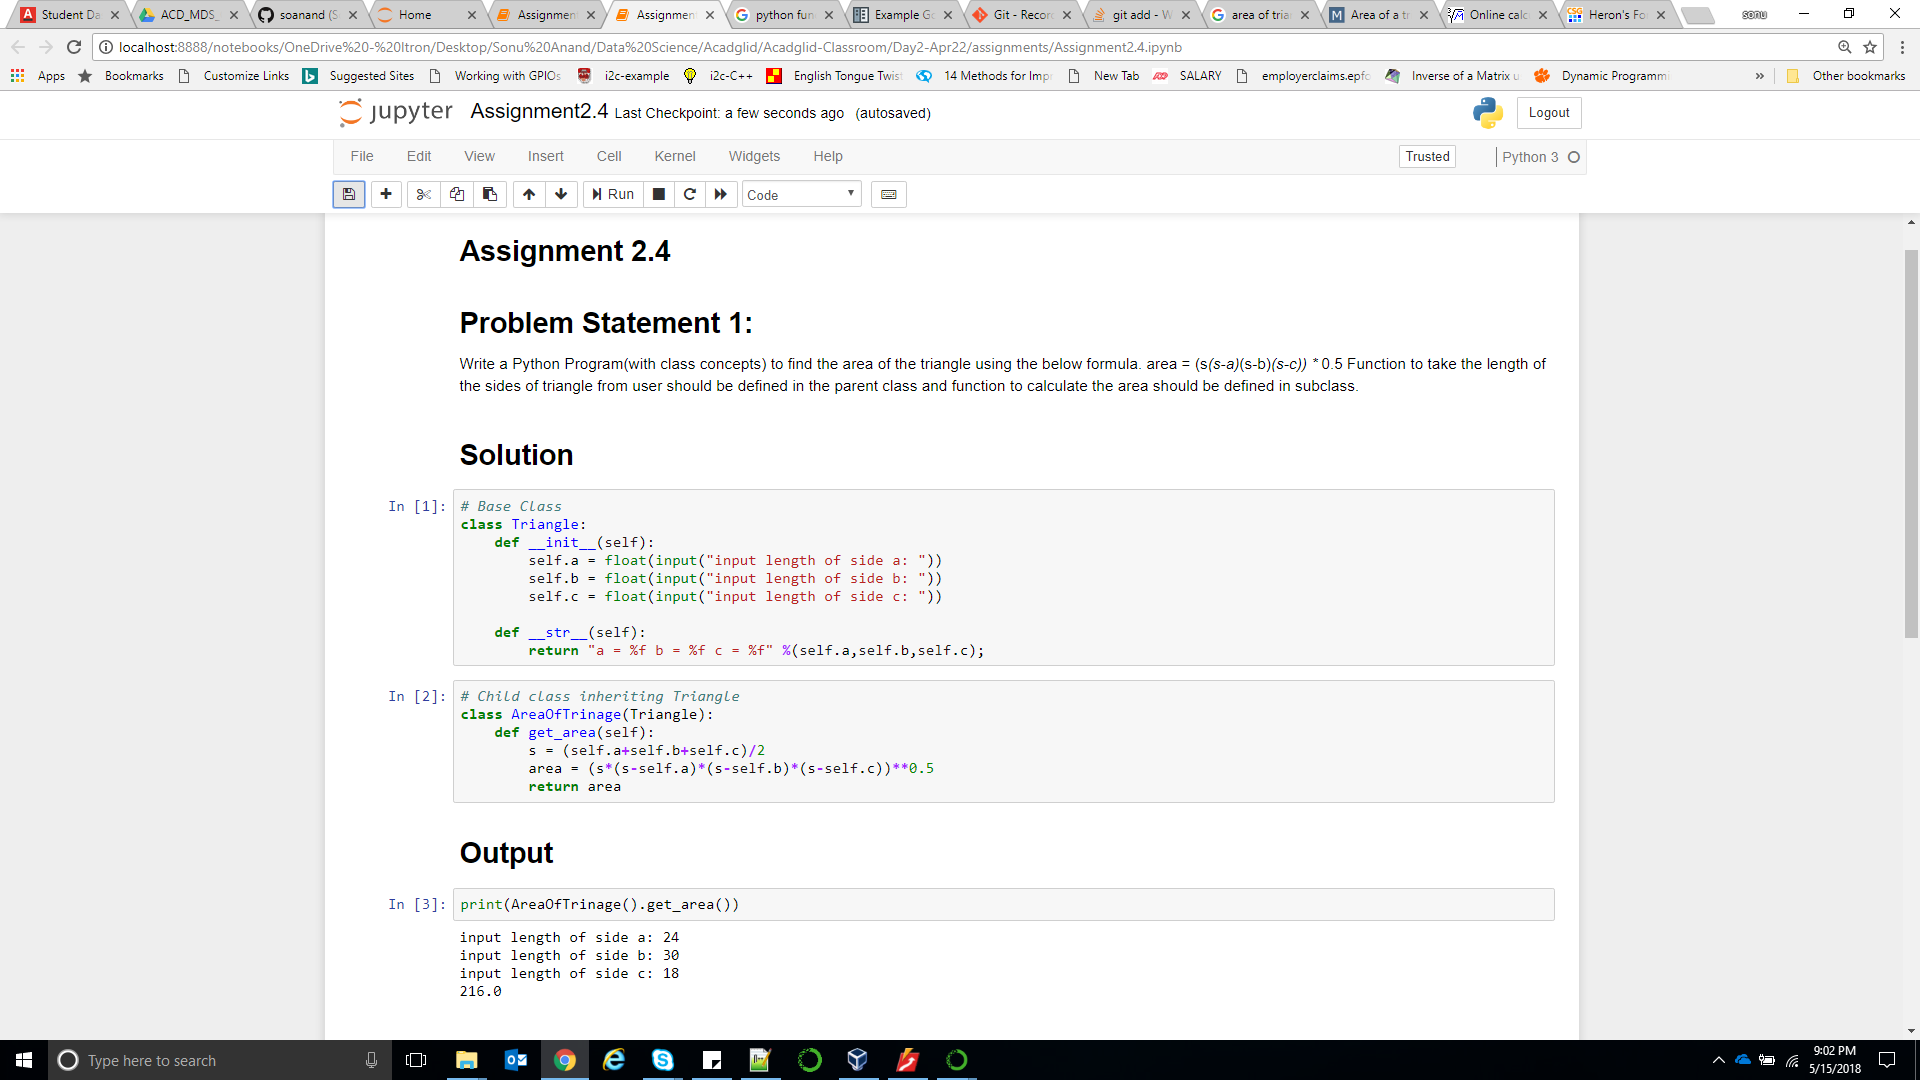 Student Da
ACD_MDS_
soanand (S
Home
Assignmen
Assignmen
python fun
Example Go
Git - Recor
git add - W
area of tria
Area of a tr
Online calc
Heron's Fo
sonu
localhost:8888/notebooks/OneDrive%20-%20Itron/Desktop/Sonu%20Anand/Data%20Science/Acadglid/Acadglid-Classroom/Day2-Apr22/assignments/Assignment2.4.ipynb
Apps Bookmarks Customize Links Suggested Sites Working with GPIOs i2c-example i2c-C++ English Tongue Twist 14 Methods for Impr New Tab SALARY employerclaims.epfo Inverse of a Matrix u Dynamic Programmi » Other bookmarks
jupyter Assignment2.4 Last Checkpoint: a few seconds ago (autosaved)
Logout
File Edit View Insert Cell Kernel Widgets Help Trusted Python 3
Run Code
Assignment 2.4
Problem Statement 1:
Write a Python Program(with class concepts) to find the area of the triangle using the below formula. area = (s(s-a)(s-b)(s-c)) * 0.5 Function to take the length of
the sides of triangle from user should be defined in the parent class and function to calculate the area should be defined in subclass.
Solution
In [1]: # Base Class
class Triangle:
def __init__(self):
self.a = float(input("input length of side a: "))
self.b = float(input("input length of side b: "))
self.c = float(input("input length of side c: "))
def __str__(self):
return "a = %f b = %f c = %f" %(self.a,self.b,self.c);
In [2]: # Child class inheriting Triangle
class AreaOfTrinage(Triangle):
def get_area(self):
s = (self.a+self.b+self.c)/2
area = (s*(s-self.a)*(s-self.b)*(s-self.c))**0.5
return area
Output
In [3]: print(AreaOfTrinage().get_area())
input length of side a: 24
input length of side b: 30
input length of side c: 18
216.0
Type here to search
9:02 PM
5/15/2018